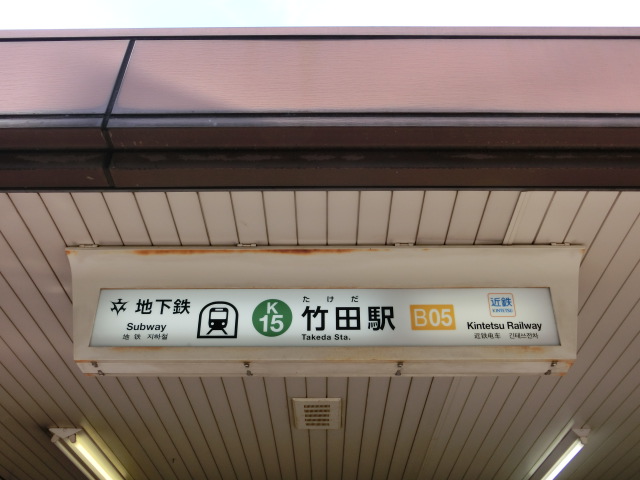 地下鉄
Subway
地 铁 지하철
K
15
たけだ
竹田駅
Takeda Sta.
B05
近鉄
KINTETSU
Kintetsu Railway
近铁电车 긴테쓰전차